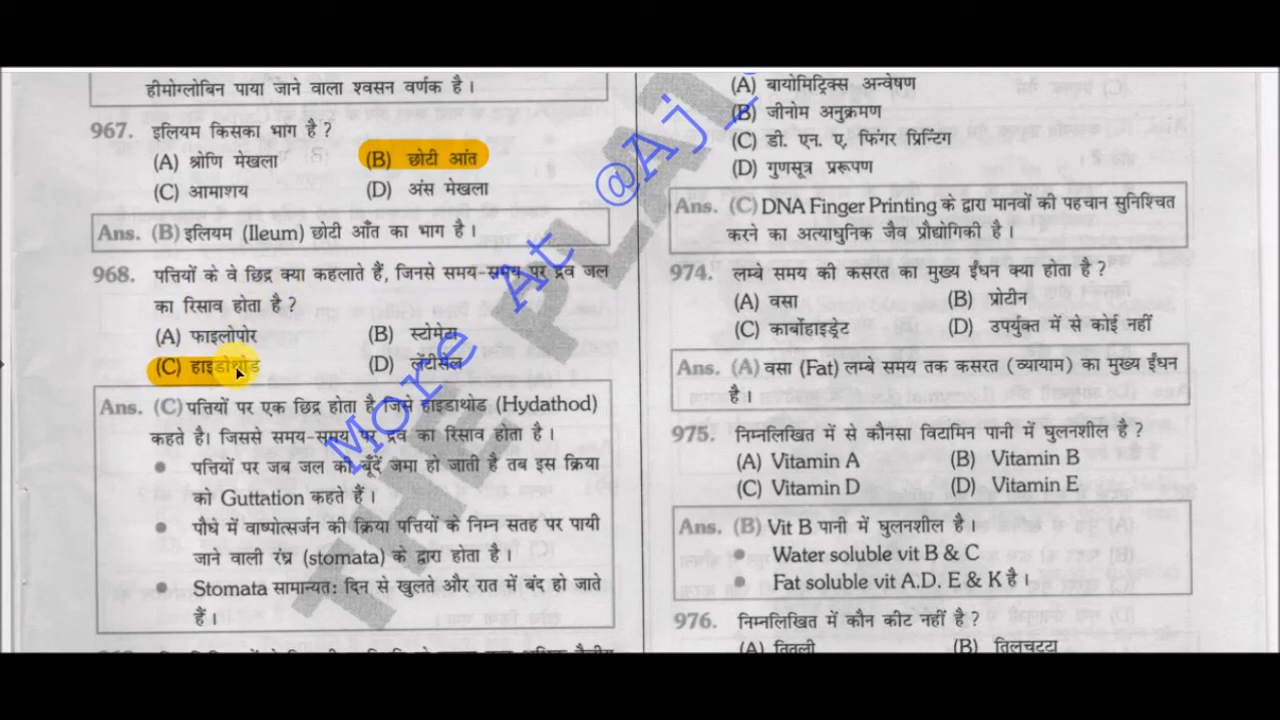 हीमोग्लोबिन पाया जाने वाला श्वसन वर्णक है।
967. इलियम किसका भाग है ?
(A) श्रोणि मेखला (B) छोटी आंत
(C) आमाशय (D) अंस मेखला
Ans. (B) इलियम (Ileum) छोटी आँत का भाग है।
968. पत्तियों के वे छिद्र क्या कहलाते हैं, जिनसे समय-समय पर द्रव जल
का रिसाव होता है ?
(A) फाइलोपोर (B) स्टोमेटा
(C) हाइडोथोड (D) लेंटीसेल
Ans. (C) पत्तियों पर एक छिद्र होता है जिसे हाइडाथोड (Hydathod)
कहते है। जिससे समय-समय पर द्रव का रिसाव होता है।
● पत्तियों पर जब जल की बूँदें जमा हो जाती है तब इस क्रिया
को Guttation कहते हैं।
● पौधे में वाष्पोत्सर्जन की क्रिया पत्तियों के निम्न सतह पर पायी
जाने वाली रंध्र (stomata) के द्वारा होता है।
● Stomata सामान्यत: दिन से खुलते और रात में बंद हो जाते
हैं।
(A) बायोमिट्रिक्स अन्वेषण
(B) जीनोम अनुक्रमण
(C) डी. एन. ए. फिंगर प्रिन्टिंग
(D) गुणसूत्र प्ररूपण
Ans. (C) DNA Finger Printing के द्वारा मानवों की पहचान सुनिश्चित
करने का अत्याधुनिक जैव प्रौद्योगिकी है।
974. लम्बे समय की कसरत का मुख्य ईंधन क्या होता है ?
(A) वसा (B) प्रोटीन
(C) कार्बोहाइड्रेट (D) उपर्युक्त में से कोई नहीं
Ans. (A) वसा (Fat) लम्बे समय तक कसरत (व्यायाम) का मुख्य ईंधन
है।
975. निम्नलिखित में से कौनसा विटामिन पानी में घुलनशील है ?
(A) Vitamin A (B) Vitamin B
(C) Vitamin D (D) Vitamin E
Ans. (B) Vit B पानी में घुलनशील है।
● Water soluble vit B & C
● Fat soluble vit A.D. E & K है।
976. निम्नलिखित में कौन कीट नहीं है ?
(A) तितली (B) तिलचट्टा
More At @Aj_
THE PLA